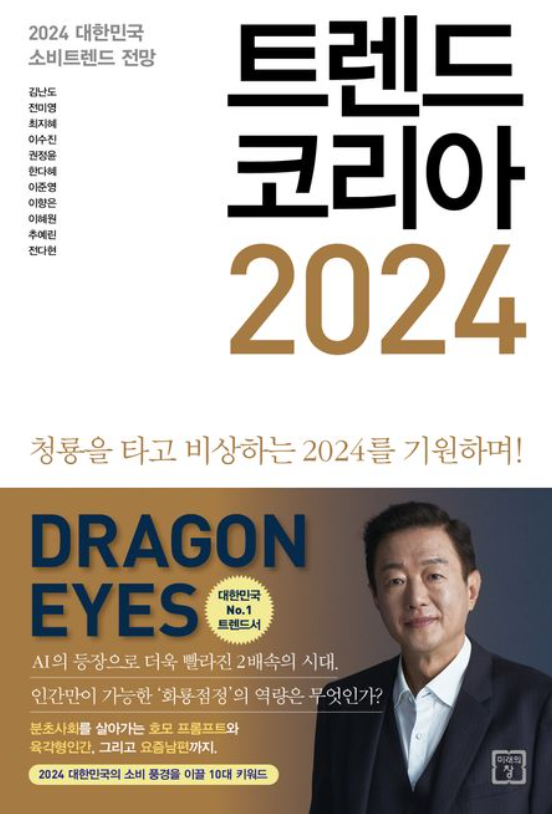 2024 대한민국
소비트렌드 전망
김난도
전미영
최지혜
이수진
권정윤
한다혜
이준영
이향은
이혜원
추예린
전다현
트렌드
코리아
2024
청룡을 타고 비상하는 2024를 기원하며!
DRAGON
EYES
대한민국
No.1
트렌드서
AI의 등장으로 더욱 빨라진 2배속의 시대.
인간만이 가능한 ‘화룡점정’의 역량은 무엇인가?
분초사회를 살아가는 호모 프롬프트와
육각형인간, 그리고 요즘남편까지.
2024 대한민국의 소비 풍경을 이끌 10대 키워드
미래의
창